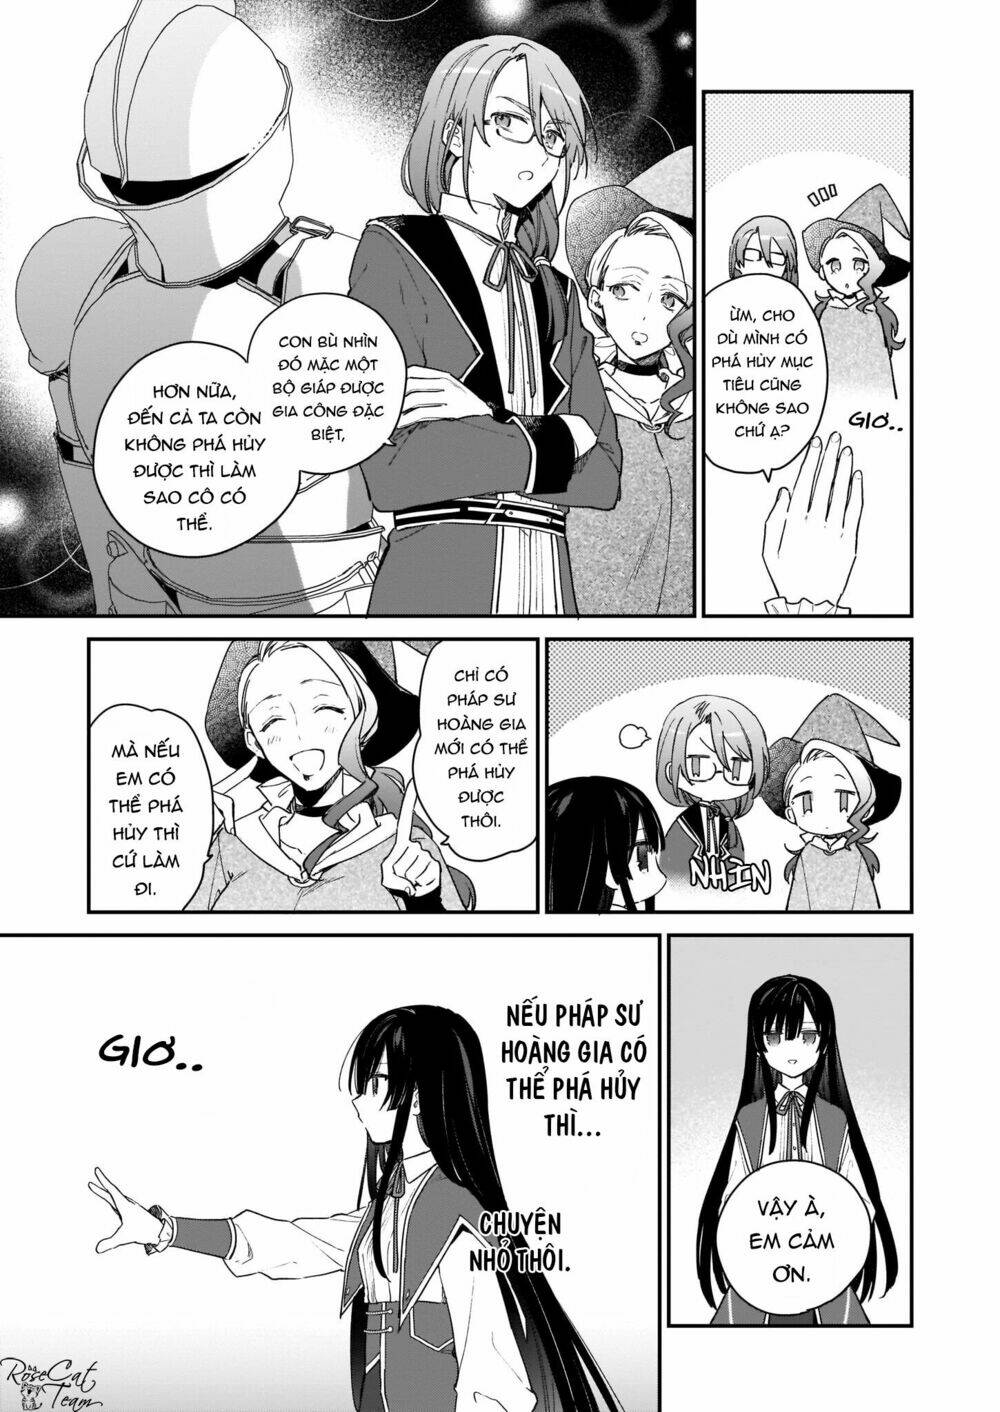 ỪM, CHO
DÙ MÌNH CÓ
PHÁ HỦY MỤC
TIÊU CŨNG
KHÔNG SAO
CHỨ Ạ?
GIƠ..
CON BÙ NHÌN
ĐÓ MẶC MỘT
BỘ GIÁP ĐƯỢC
GIA CÔNG ĐẶC
BIỆT,
HƠN NỮA,
ĐẾN CẢ TA CÒN
KHÔNG PHÁ HỦY
ĐƯỢC THÌ LÀM
SAO CÔ CÓ
THỂ.
NHÌN
CHỈ CÓ
PHÁP SƯ
HOÀNG GIA
MỚI CÓ THỂ
PHÁ HỦY
ĐƯỢC
THÔI.
MÀ NẾU
EM CÓ
THỂ PHÁ
HỦY THÌ
CỨ LÀM
ĐI.
VẬY À,
EM CẢM
ƠN.
NẾU PHÁP SƯ
HOÀNG GIA CÓ
THỂ PHÁ HỦY
THÌ...
CHUYỆN
NHỎ THÔI.
GIƠ..
RoseCat
Team